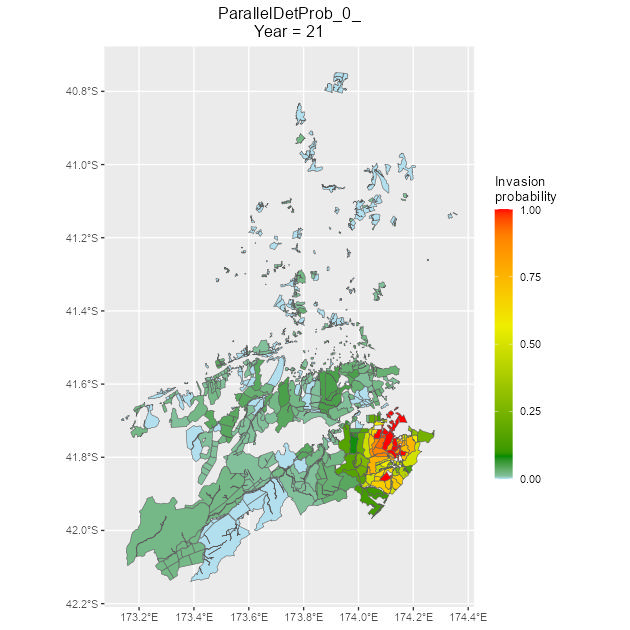 ParallelDetProb_0_
Year = 21
40.8°S
41.0°S
41.2°S
41.4°S
41.6°S
41.8°S
42.0°S
42.2°S
173.2°E 173.4°E 173.6°E 173.8°E 174.0°E 174.2°E 174.4°E
Invasion
probability
1.00
0.75
0.50
0.25
0.00